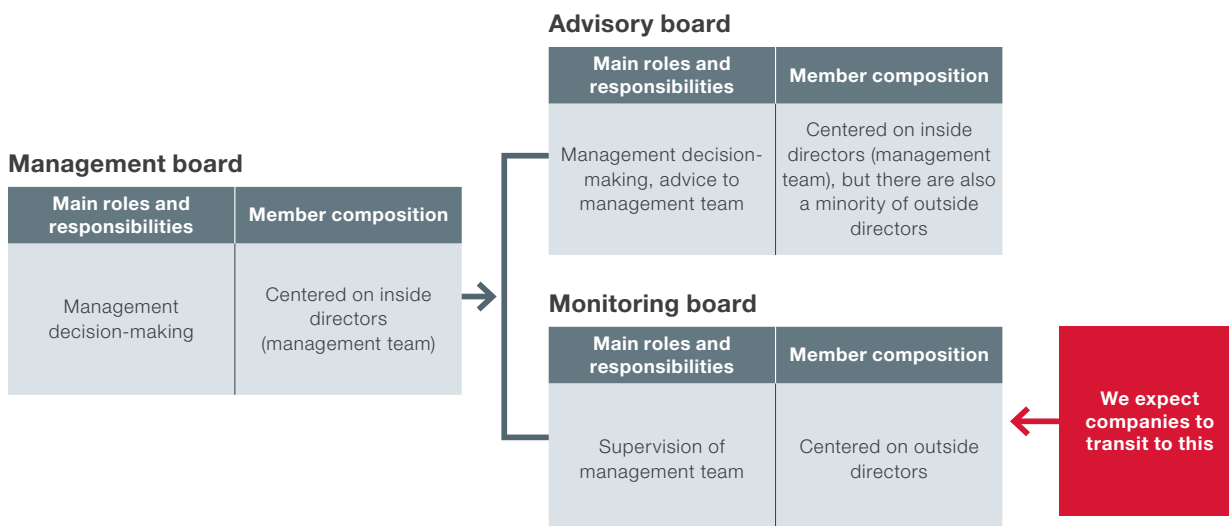 Management board
Main roles and
responsibilities
Member composition
Management
decision-making
Centered on inside
directors
(management team)
Advisory board
Main roles and
responsibilities
Member composition
Management decision-
making, advice to
management team
Centered on inside
directors (management
team), but there are also
a minority of outside
directors
Monitoring board
Main roles and
responsibilities
Member composition
Supervision of
management team
Centered on outside
directors
We expect
companies to
transit to this